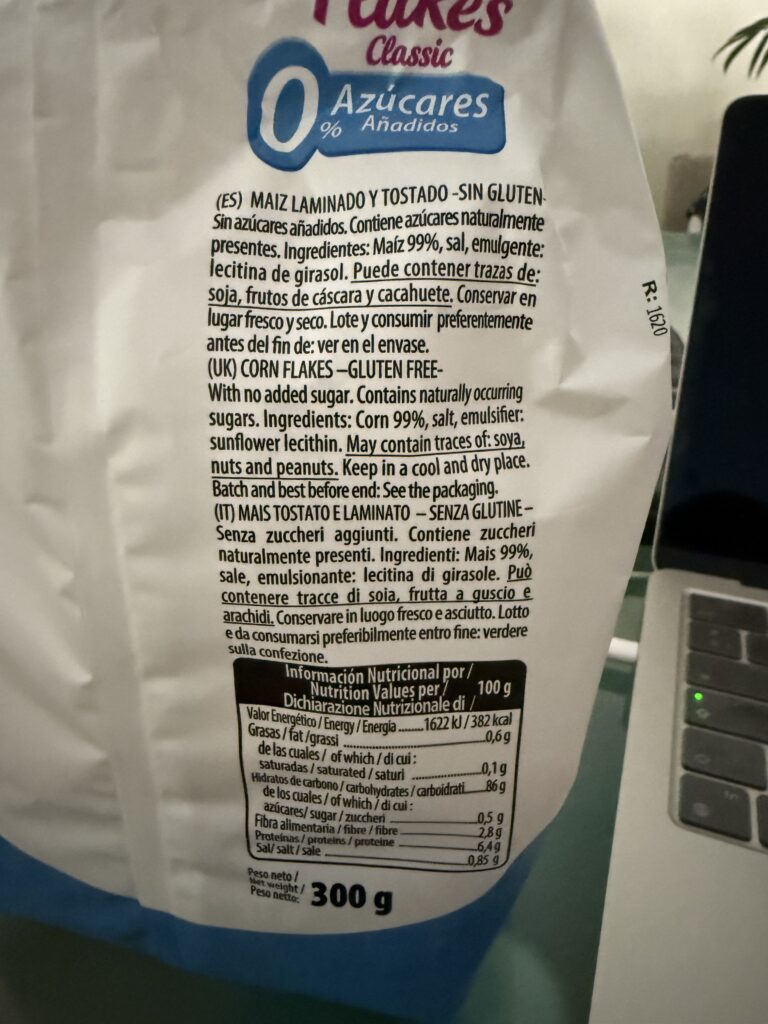 Flakes
Classic
0% Azúcares
Añadidos
(ES) MAIZ LAMINADO Y TOSTADO -SIN GLUTEN-
Sin azúcares añadidos. Contiene azúcares naturalmente
presentes. Ingredientes: Maíz 99%, sal, emulgente:
lecitina de girasol. Puede contener trazas de:
soja, frutos de cáscara y cacahuete. Conservar en
lugar fresco y seco. Lote y consumir preferentemente
antes del fin de: ver en el envase.
(UK) CORN FLAKES –GLUTEN FREE-
With no added sugar. Contains naturally occurring
sugars. Ingredients: Corn 99%, salt, emulsifier:
sunflower lecithin. May contain traces of: soya,
nuts and peanuts. Keep in a cool and dry place.
Batch and best before end: See the packaging.
(IT) MAIS TOSTATO E LAMINATO – SENZA GLUTINE –
Senza zuccheri aggiunti. Contiene zuccheri
naturalmente presenti. Ingredienti: Mais 99%,
sale, emulsionante: lecitina di girasole. Può
contenere tracce di soia, frutta a guscio e
arachidi. Conservare in luogo fresco e asciutto. Lotto
e da consumarsi preferibilmente entro fine: verdere
sulla confezione.
R: 1620
Información Nutricional por /
Nutrition Values per / 100 g
Dichiarazione Nutrizionale di /
Valor Energético / Energy / Energia ........ 1622 kJ / 382 kcal
Grasas / fat / grassi ........ 0,6 g
de las cuales / of which / di cui :
saturadas / saturated / saturi ........ 0,1 g
Hidratos de carbono / carbohydrates / carboidrati ..... 86 g
de los cuales / of which / di cui :
azúcares / sugar / zuccheri ........ 0,5 g
Fibra alimentaria / fibre / fibre ........ 2,8 g
Proteínas / proteins / proteine ........ 6,4 g
Sal / salt / sale ........ 0,85 g
Peso neto /
Net weight /
Peso netto: 300 g